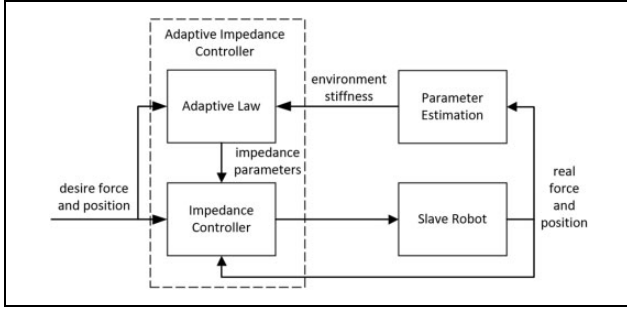 Adaptive Impedance
Controller
Adaptive Law
environment
stiffness
Parameter
Estimation
impedance
parameters
desire force
and position
Impedance
Controller
Slave Robot
real
force
and
position